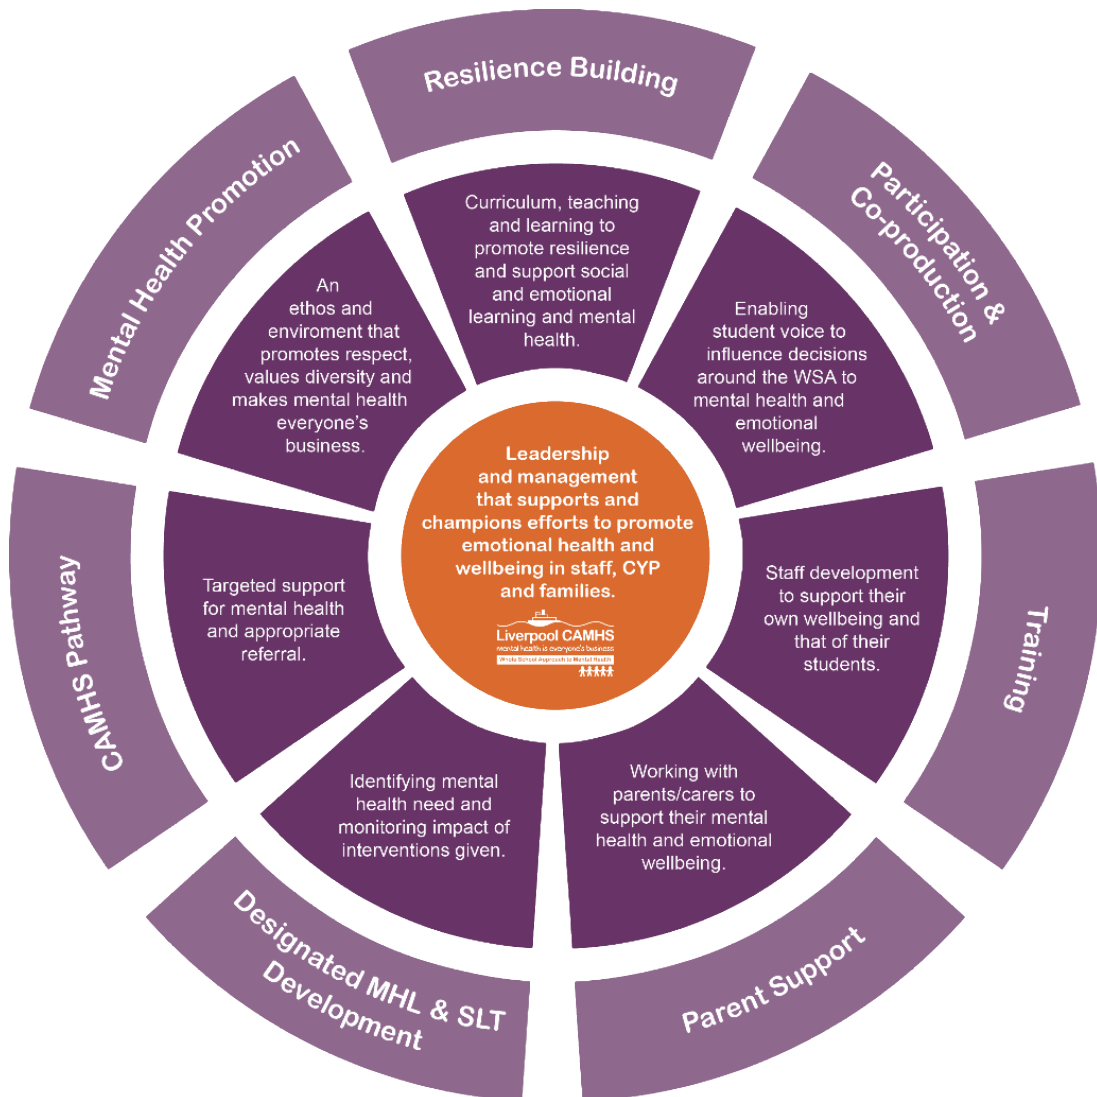 Resilience Building
Curriculum, teaching
and learning to
promote resilience
and support social
and emotional
learning and mental
health.
Participation &
Co-production
Enabling
student voice to
influence decisions
around the WSA to
mental health and
emotional
wellbeing.
Training
Staff development
to support their
own wellbeing and
that of their
students.
Parent Support
Working with
parents/carers to
support their mental
health and emotional
wellbeing.
Designated MHL & SLT
Development
Identifying mental
health need and
monitoring impact of
interventions given.
CAMHS Pathway
Targeted support
for mental health
and appropriate
referral.
Mental Health Promotion
An
ethos and
enviroment that
promotes respect,
values diversity and
makes mental health
everyone's
business.
Leadership
and management
that supports and
champions efforts to promote
emotional health and
wellbeing in staff, CYP
and families.
Liverpool CAMHS
mental health is everyone's business
Whole School Approach to Mental Health